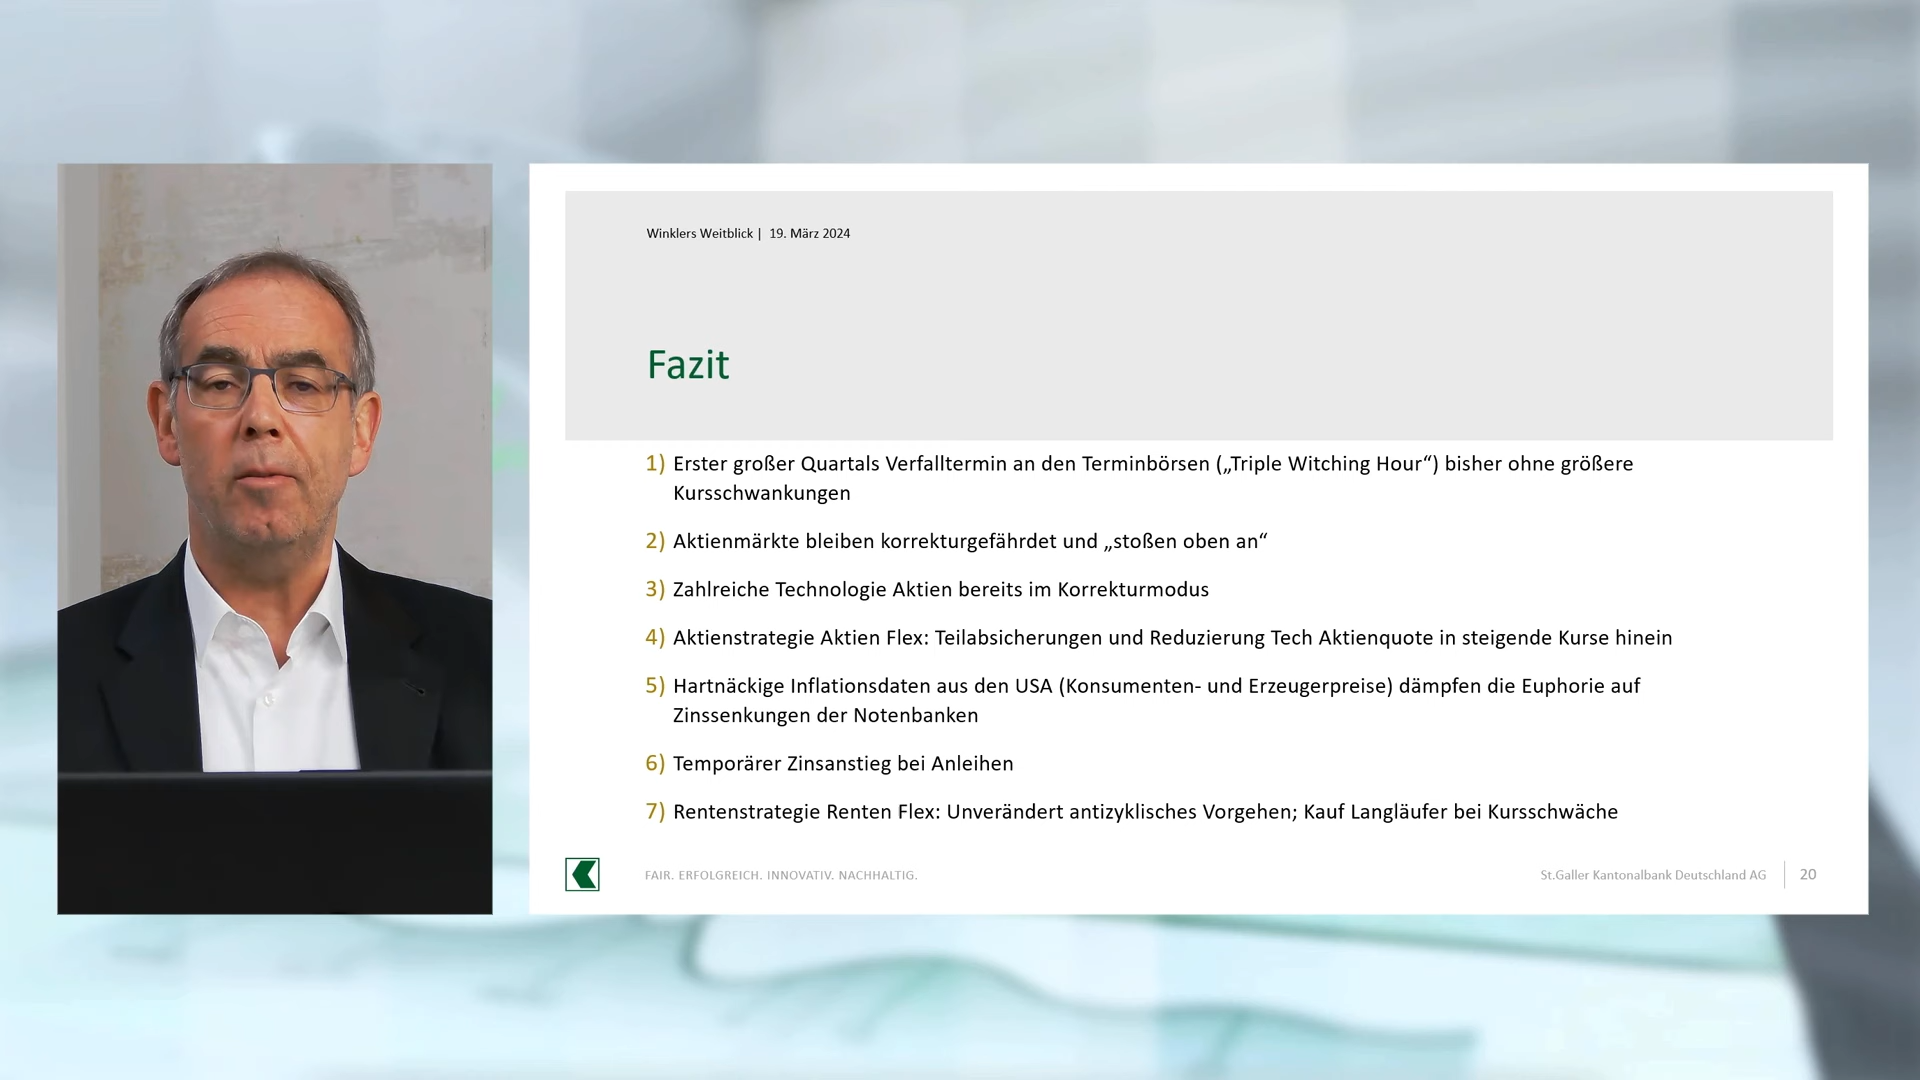 Winklers Weitblick | 19. März 2024
Fazit
1) Erster großer Quartals Verfalltermin an den Terminbörsen („Triple Witching Hour“) bisher ohne größere
Kursschwankungen
2) Aktienmärkte bleiben korrekturgefährdet und „stoßen oben an“
3) Zahlreiche Technologie Aktien bereits im Korrekturmodus
4) Aktienstrategie Aktien Flex: Teilabsicherungen und Reduzierung Tech Aktienquote in steigende Kurse hinein
5) Hartnäckige Inflationsdaten aus den USA (Konsumenten- und Erzeugerpreise) dämpfen die Euphorie auf
Zinssenkungen der Notenbanken
6) Temporärer Zinsanstieg bei Anleihen
7) Rentenstrategie Renten Flex: Unverändert antizyklisches Vorgehen; Kauf Langläufer bei Kursschwäche
FAIR. ERFOLGREICH. INNOVATIV. NACHHALTIG.
St.Galler Kantonalbank Deutschland AG | 20